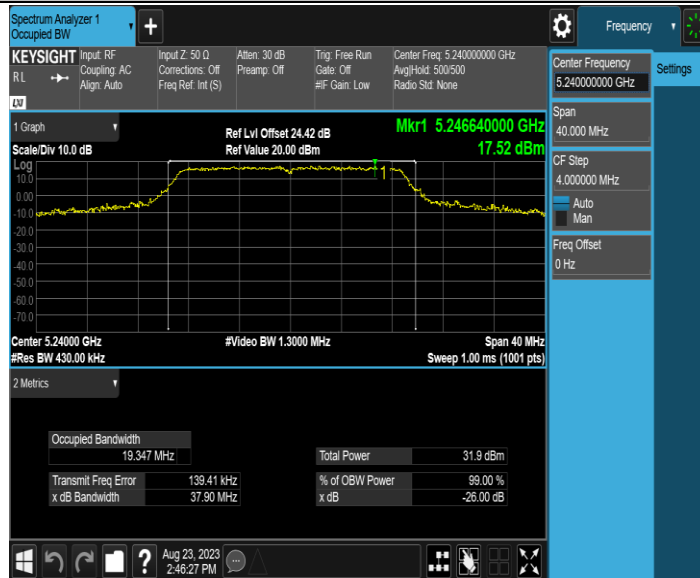 Spectrum Analyzer 1
Occupied BW
+
Frequency
KEYSIGHT
Input: RF
Input Z: 50 Ω
Atten: 30 dB
Trig: Free Run
Center Freq: 5.240000000 GHz
RL
Coupling: AC
Corrections: Off
Preamp: Off
Gate: Off
Avg|Hold: 500/500
Align: Auto
Freq Ref: Int (S)
#IF Gain: Low
Radio Std: None
LXI
Center Frequency
5.240000000 GHz
Settings
Span
40.000 MHz
CF Step
4.000000 MHz
Auto
Man
Freq Offset
0 Hz
1 Graph
Ref Lvl Offset 24.42 dB
Mkr1 5.246640000 GHz
Scale/Div 10.0 dB
Ref Value 20.00 dBm
17.52 dBm
Log
10.0
0.00
-10.0
-20.0
-30.0
-40.0
-50.0
-60.0
-70.0
1
Center 5.24000 GHz
#Video BW 1.3000 MHz
Span 40 MHz
#Res BW 430.00 kHz
Sweep 1.00 ms (1001 pts)
2 Metrics
Occupied Bandwidth
19.347 MHz
Total Power
31.9 dBm
Transmit Freq Error
139.41 kHz
% of OBW Power
99.00 %
x dB Bandwidth
37.90 MHz
x dB
-26.00 dB
?
Aug 23, 2023
2:46:27 PM